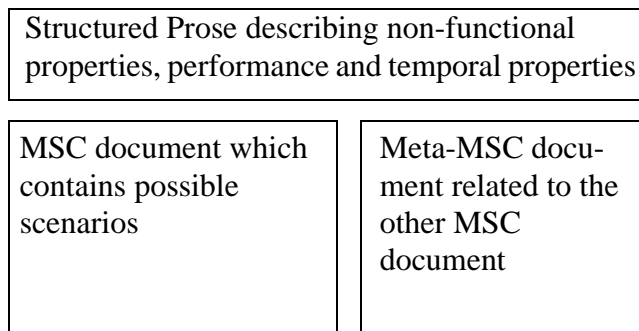 Structured Prose describing non-functional
properties, performance and temporal properties
MSC document which
contains possible
scenarios
Meta-MSC docu-
ment related to the
other MSC
document